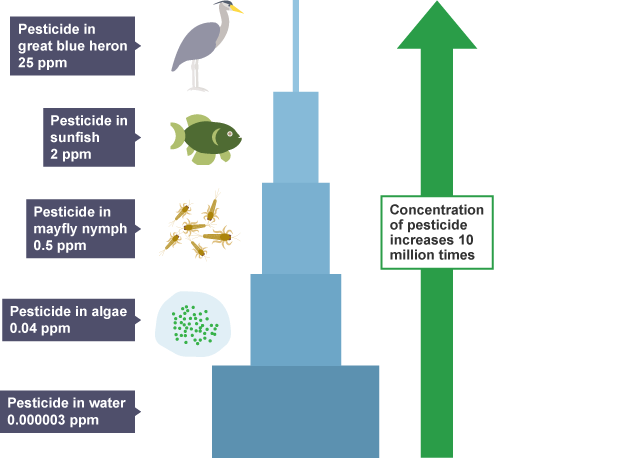 Pesticide in
great blue heron
25 ppm
Pesticide in
sunfish
2 ppm
Pesticide in
mayfly nymph
0.5 ppm
Concentration
of pesticide
increases 10
million times
Pesticide in algae
0.04 ppm
Pesticide in water
0.000003 ppm